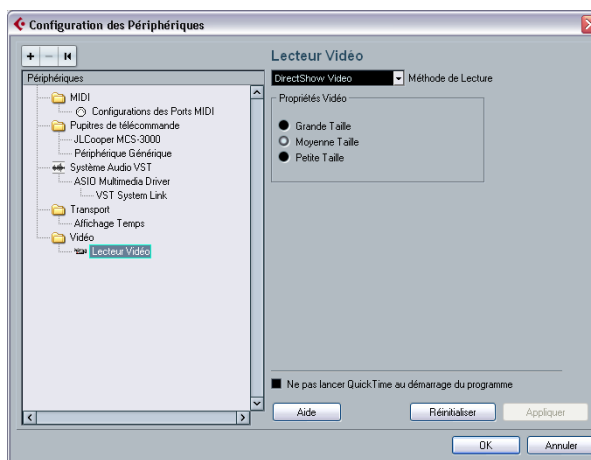 Configuration des Périphériques
Périphériques
MIDI
Configurations des Ports MIDI
Pupitres de télécommande
JLCooper MCS-3000
Périphérique Générique
Système Audio VST
ASIO Multimedia Driver
VST System Link
Transport
Affichage Temps
Vidéo
Lecteur Vidéo
Lecteur Vidéo
DirectShow Video Méthode de Lecture
Propriétés Vidéo
Grande Taille
Moyenne Taille
Petite Taille
Ne pas lancer QuickTime au démarrage du programme
Aide Réinitialiser Appliquer
OK Annuler